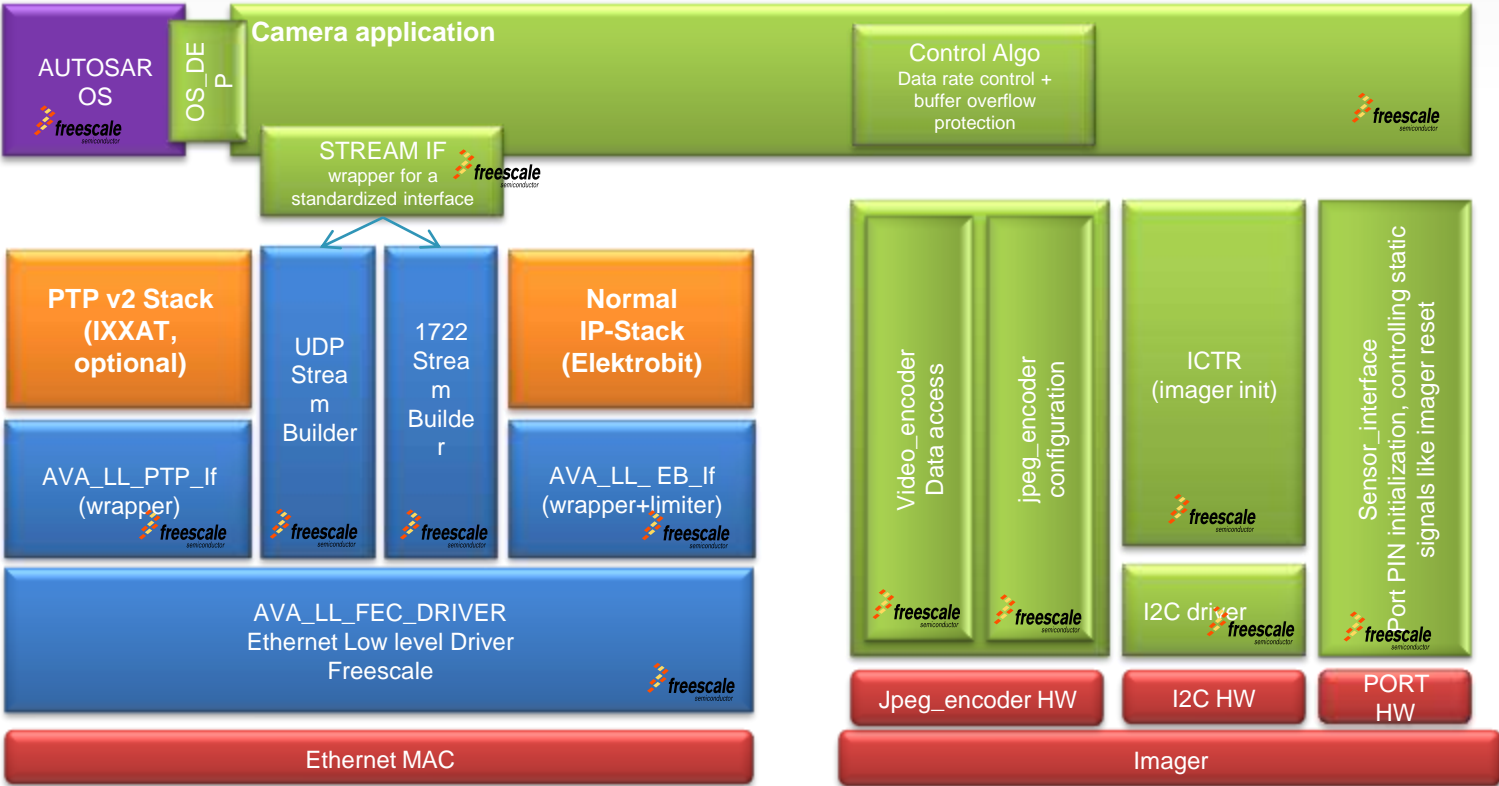 Camera application
AUTOSAR
OS
freescale
semiconductor
OS_DE
P
Control Algo
Data rate control +
buffer overflow
protection
freescale
semiconductor
STREAM IF
wrapper for a
standardized interface
freescale
semiconductor
PTP v2 Stack
(IXXAT,
optional)
UDP
Strea
m
Builder
freescale
semiconductor
1722
Strea
m
Builde
r
freescale
semiconductor
Normal
IP-Stack
(Elektrobit)
AVA_LL_PTP_If
(wrapper)
freescale
semiconductor
AVA_LL_ EB_If
(wrapper+limiter)
freescale
semiconductor
AVA_LL_FEC_DRIVER
Ethernet Low level Driver
Freescale
freescale
semiconductor
Ethernet MAC
Video_encoder
Data access
freescale
semiconductor
jpeg_encoder
configuration
freescale
semiconductor
ICTR
(imager init)
freescale
semiconductor
I2C driver
freescale
semiconductor
Sensor_interface
Port PIN initialization, controlling static
signals like imager reset
freescale
semiconductor
Jpeg_encoder HW
I2C HW
PORT
HW
Imager